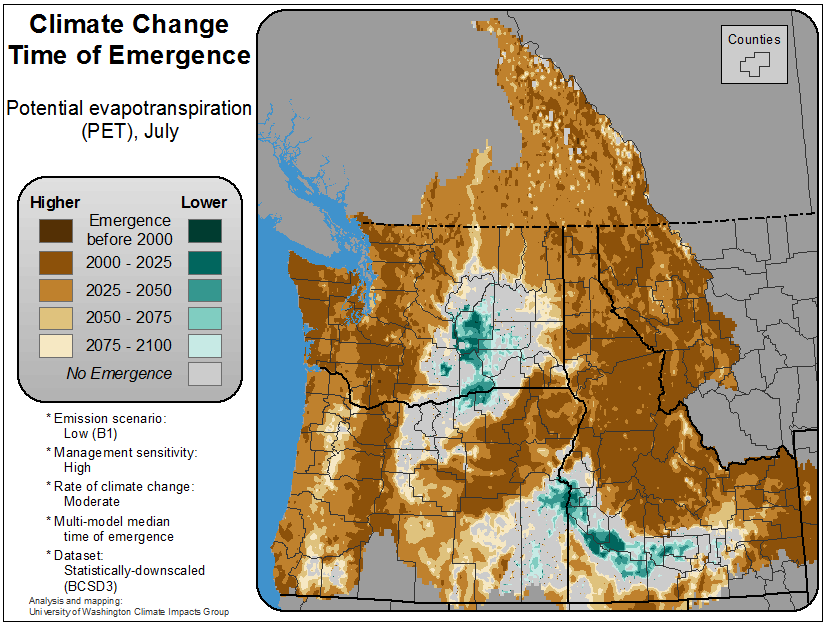 Climate Change
Time of Emergence
Potential evapotranspiration
(PET), July
Higher Lower
Emergence
before 2000
2000 - 2025
2025 - 2050
2050 - 2075
2075 - 2100
No Emergence
* Emission scenario:
Low (B1)
* Management sensitivity:
High
* Rate of climate change:
Moderate
* Multi-model median
time of emergence
* Dataset:
Statistically-downscaled
(BCSD3)
Analysis and mapping:
University of Washington Climate Impacts Group
Counties